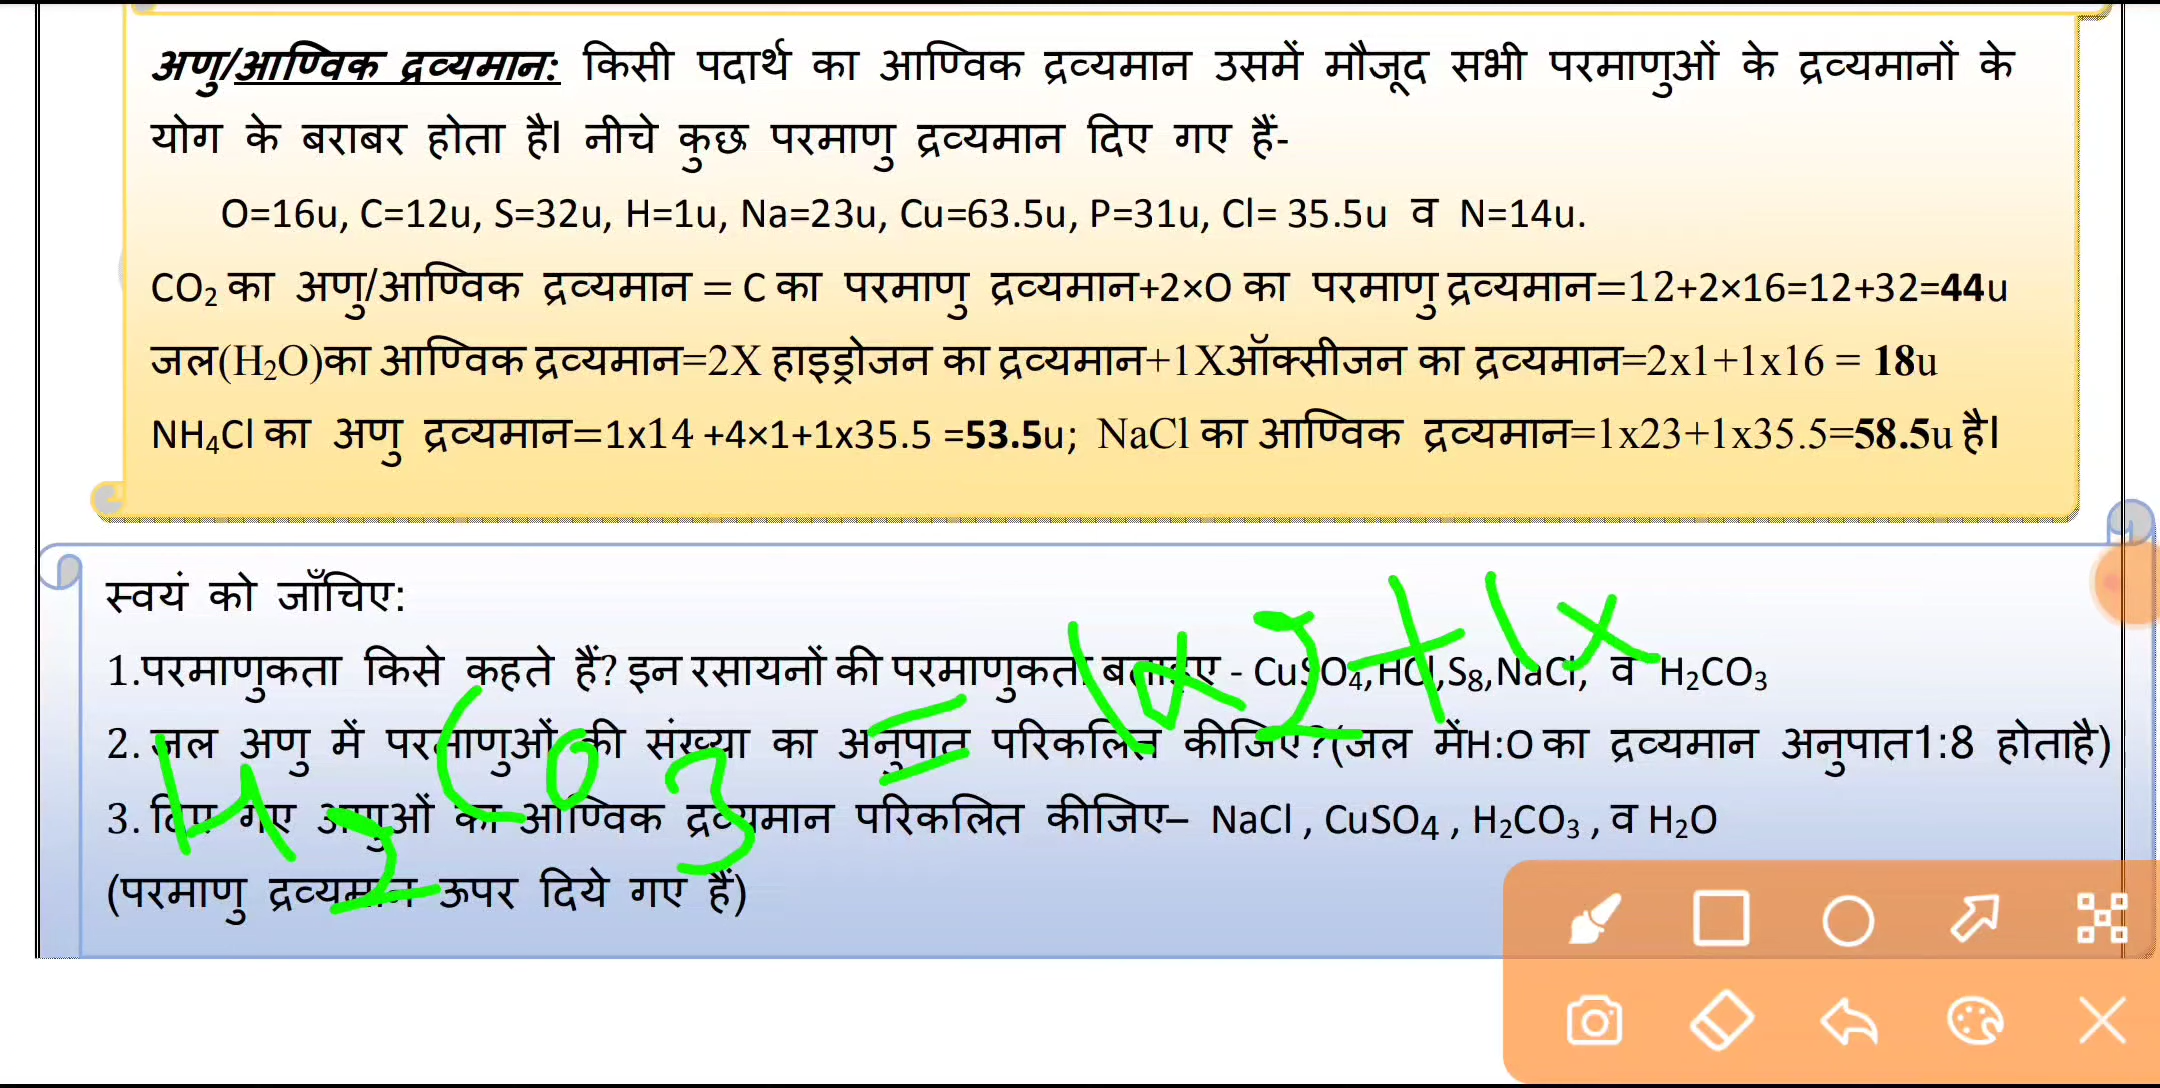 अणु/आण्विक द्रव्यमान: किसी पदार्थ का आण्विक द्रव्यमान उसमें मौजूद सभी परमाणुओं के द्रव्यमानों के
योग के बराबर होता है। नीचे कुछ परमाणु द्रव्यमान दिए गए हैं-
O=16u, C=12u, S=32u, H=1u, Na=23u, Cu=63.5u, P=31u, Cl= 35.5u व N=14u.
CO₂ का अणु/आण्विक द्रव्यमान = C का परमाणु द्रव्यमान+2×O का परमाणु द्रव्यमान=12+2×16=12+32=44u
जल(H₂O)का आण्विक द्रव्यमान=2X हाइड्रोजन का द्रव्यमान+1Xऑक्सीजन का द्रव्यमान=2x1+1x16 = 18u
NH₄Cl का अणु द्रव्यमान=1x14 +4×1+1x35.5 =53.5u; NaCl का आण्विक द्रव्यमान=1x23+1x35.5=58.5u है।
स्वयं को जाँचिए:
1.परमाणुकता किसे कहते हैं? इन रसायनों की परमाणुकता बताइए - CuSO₄,HCl,S₈,NaCl, व H₂CO₃
2. जल अणु में परमाणुओं की संख्या का अनुपात परिकलित कीजिए?(जल मेंH:O का द्रव्यमान अनुपात1:8 होताहै)
3. दिए गए अणुओं का आण्विक द्रव्यमान परिकलित कीजिए– NaCl , CuSO4 , H₂CO₃ , व H₂O
(परमाणु द्रव्यमान ऊपर दिये गए हैं)
H₂CO₃ = 1x2+1x